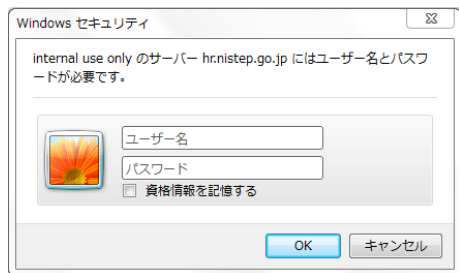 Windows セキュリティ
internal use only のサーバー hr.nistep.go.jp にはユーザー名とパスワ
ードが必要です。
ユーザー名
パスワード
資格情報を記憶する
OK キャンセル